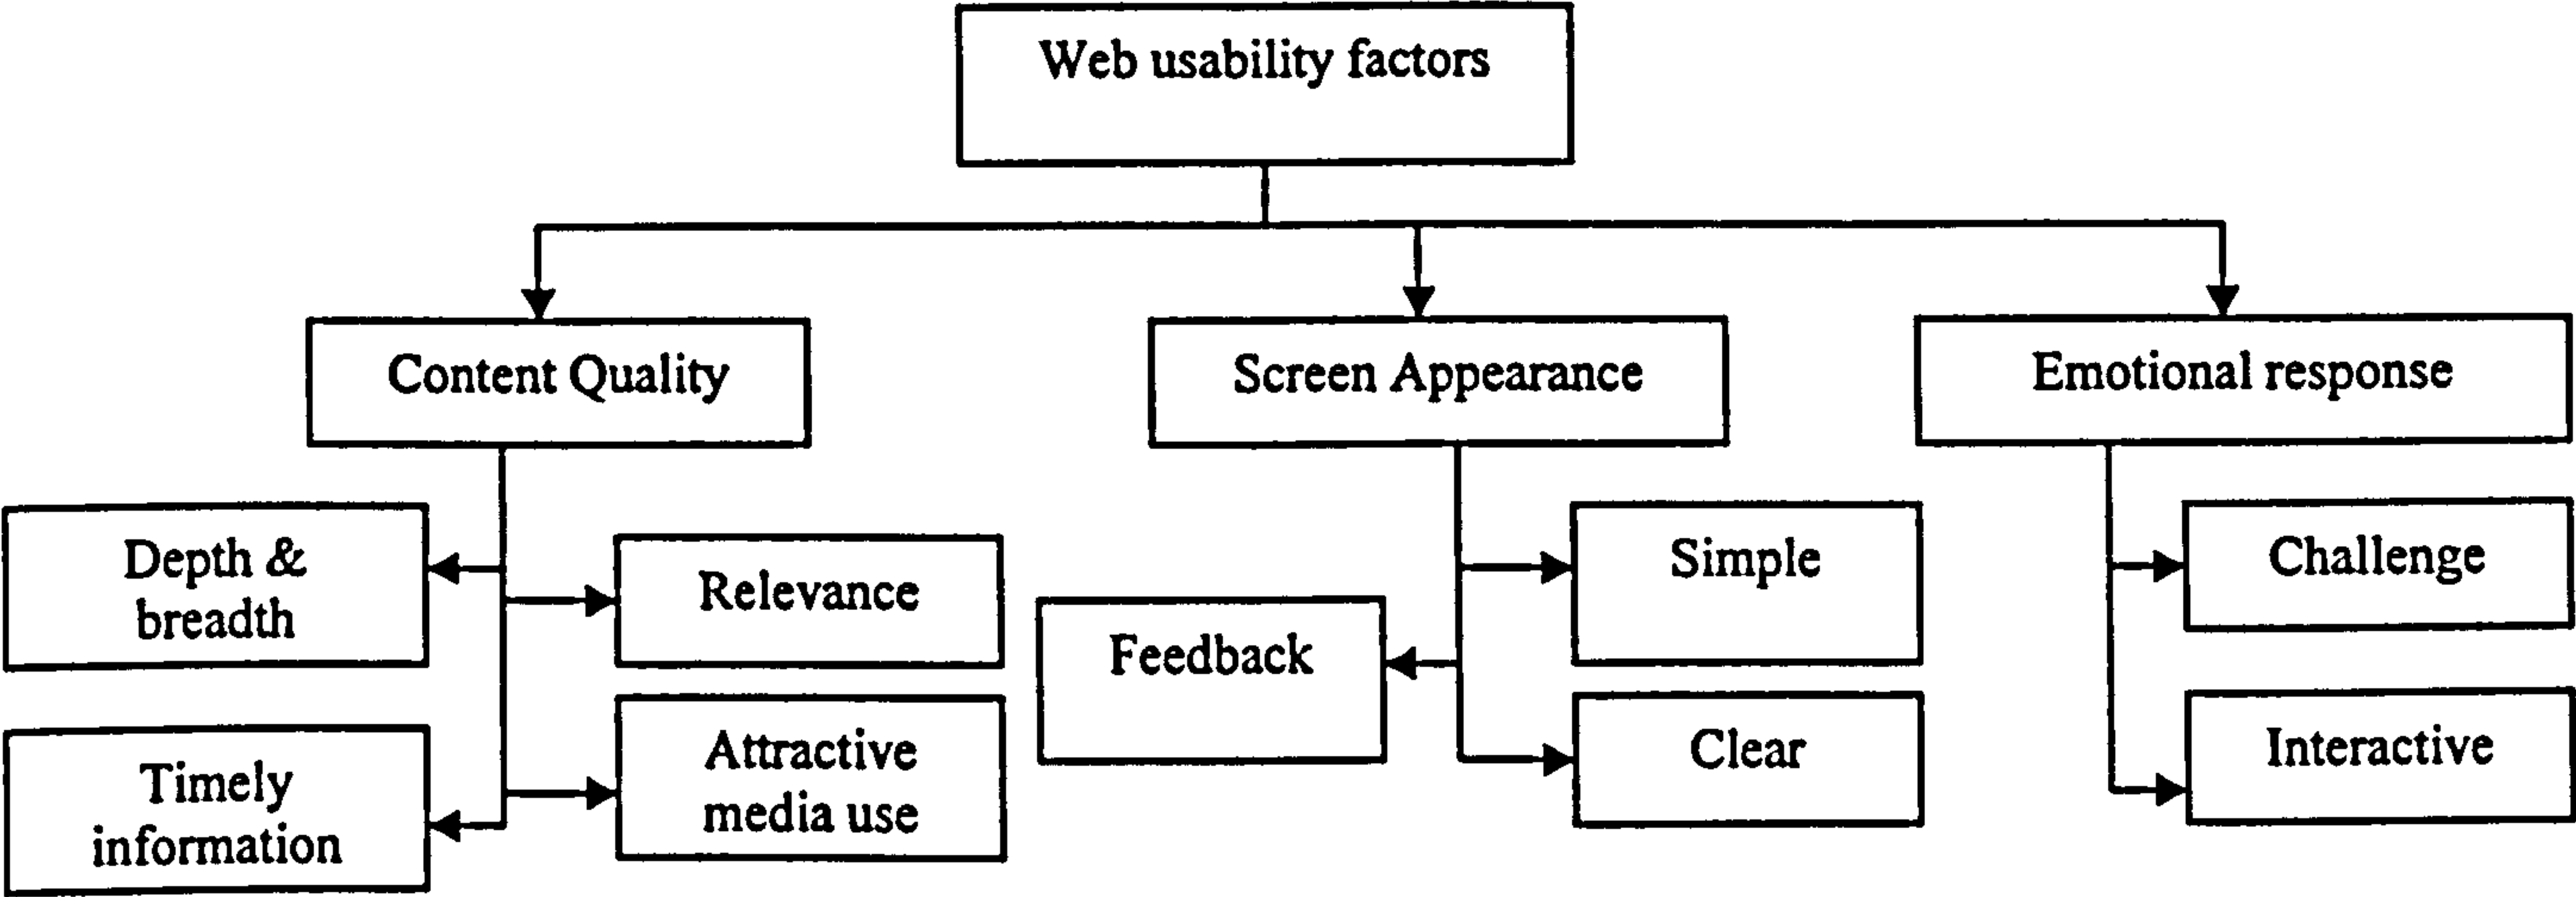 Web usability factors
Content Quality
Screen Appearance
Emotional response
Depth &
breadth
Relevance
Timely
information
Attractive
media use
Feedback
Simple
Clear
Challenge
Interactive